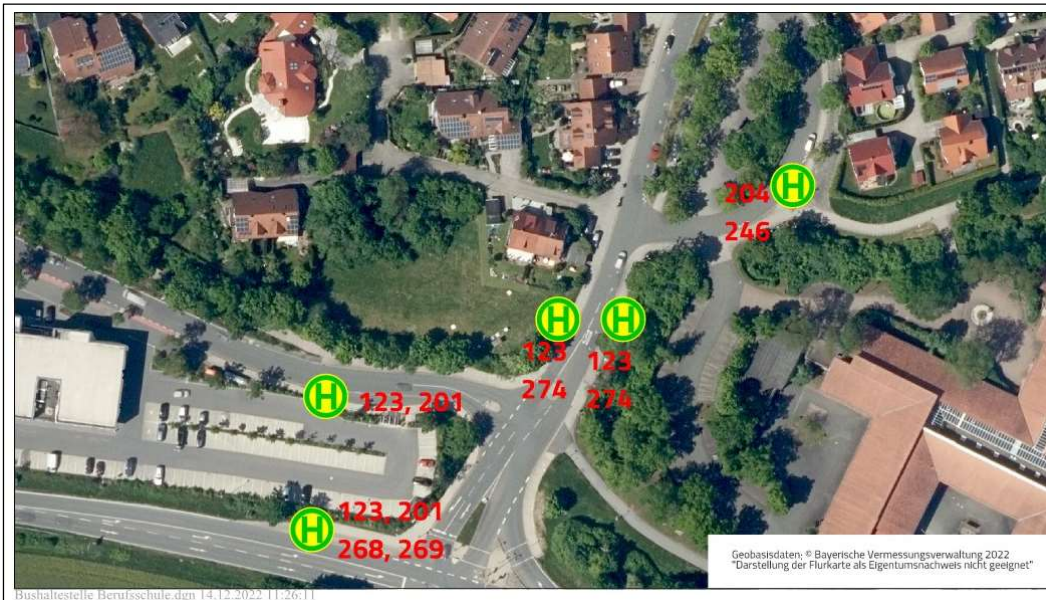 H
204
246
H
H
123
274
123
274
H
123, 201
H
123, 201
268, 269
Geobasisdaten; © Bayerische Vermessungsverwaltung 2022
"Darstellung der Flurkarte als Eigentumsnachweis nicht geeignet"
Bushaltestelle Berufsschule.dgn 14.12.2022 11:26:11